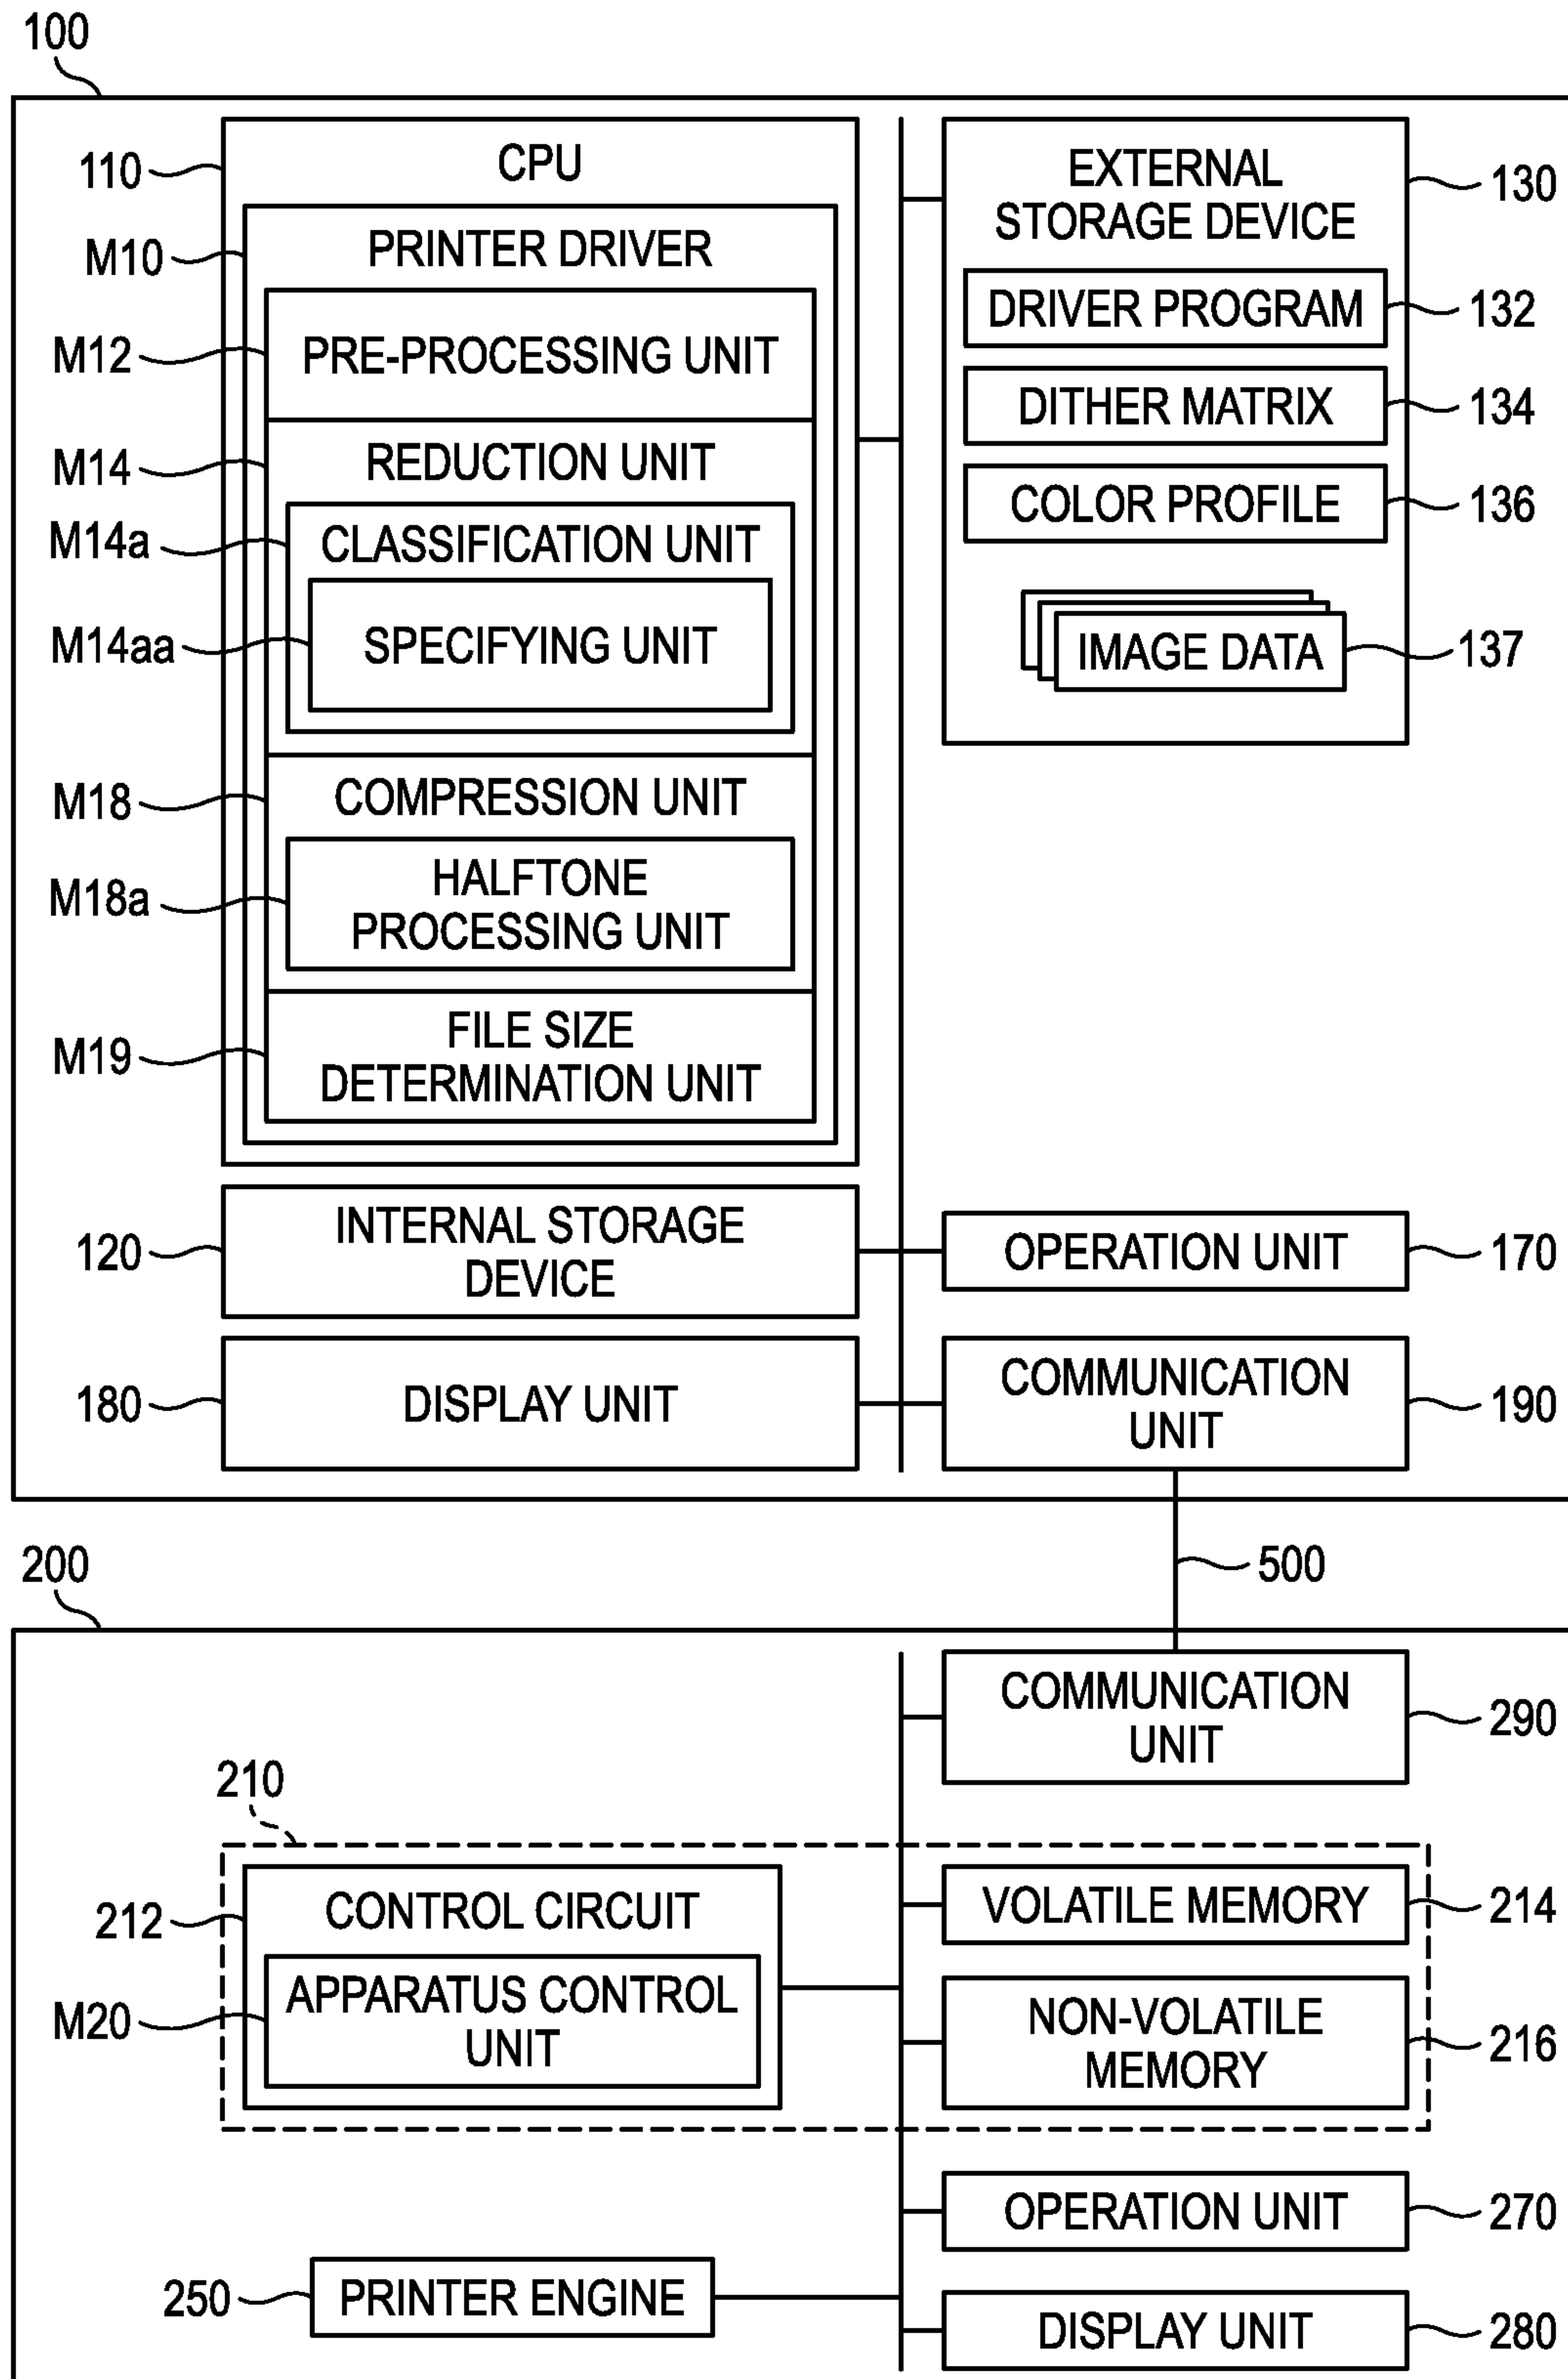 100
110
CPU
M10
PRINTER DRIVER
M12
PRE-PROCESSING UNIT
M14
REDUCTION UNIT
M14a
CLASSIFICATION UNIT
M14aa
SPECIFYING UNIT
M18
COMPRESSION UNIT
M18a
HALFTONE
PROCESSING UNIT
M19
FILE SIZE
DETERMINATION UNIT
120
INTERNAL STORAGE
DEVICE
180
DISPLAY UNIT
EXTERNAL
STORAGE DEVICE
130
DRIVER PROGRAM
132
DITHER MATRIX
134
COLOR PROFILE
136
IMAGE DATA
137
OPERATION UNIT
170
COMMUNICATION
UNIT
190
500
200
COMMUNICATION
UNIT
290
210
212
CONTROL CIRCUIT
M20
APPARATUS CONTROL
UNIT
VOLATILE MEMORY
214
NON-VOLATILE
MEMORY
216
OPERATION UNIT
270
250
PRINTER ENGINE
DISPLAY UNIT
280